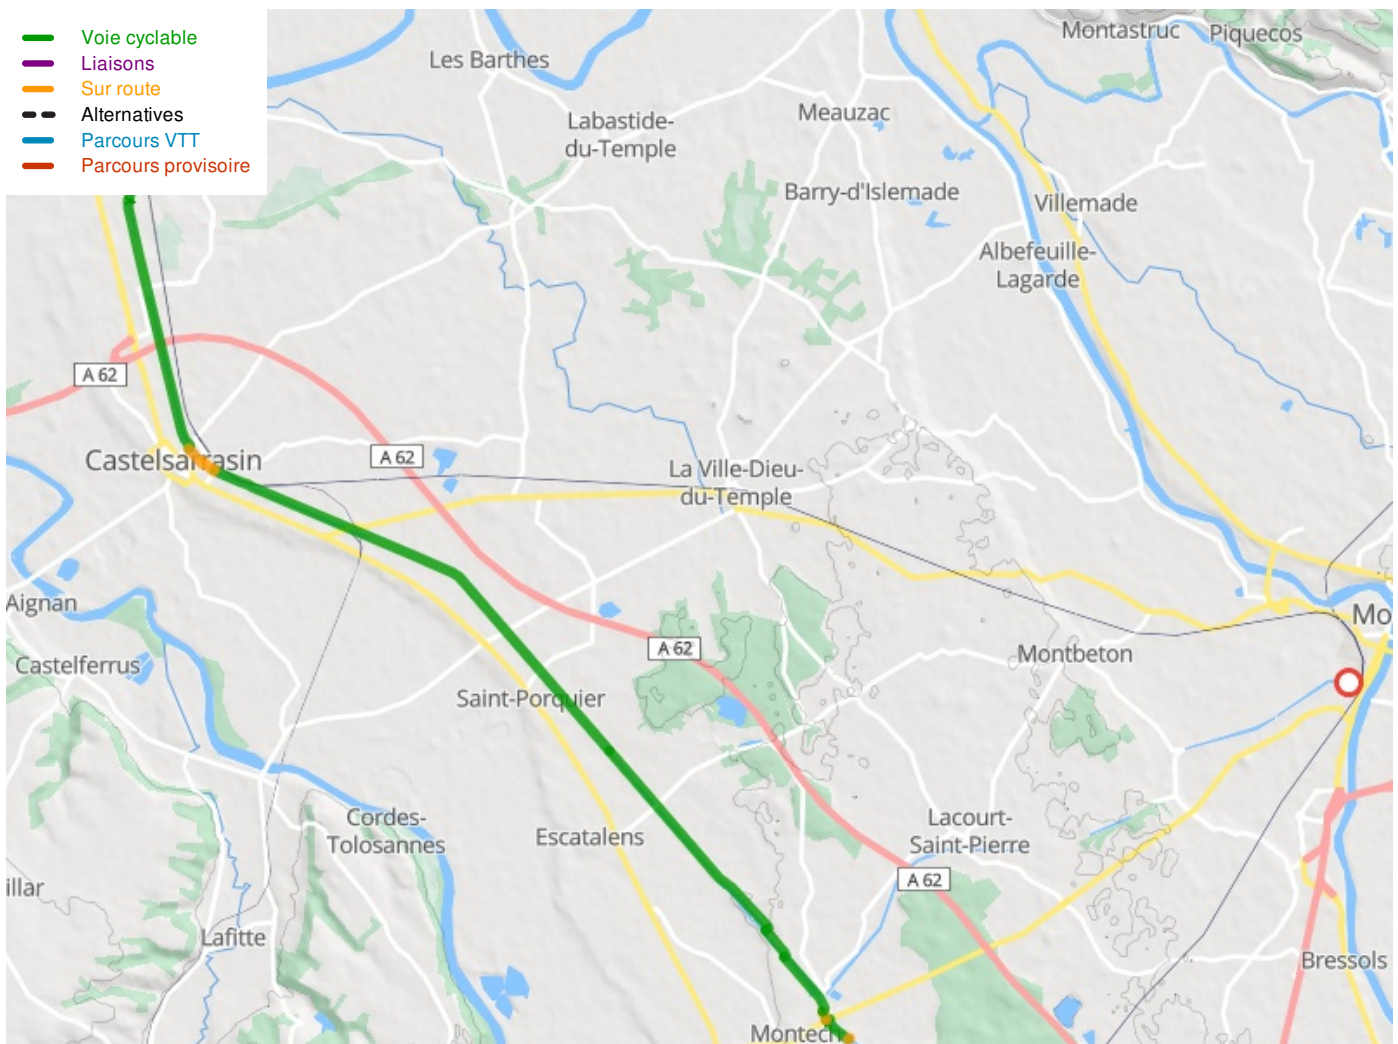 Voie cyclable
Liaisons
Sur route
Alternatives
Parcours VTT
Parcours provisoire
Montastruc
Piquecos
Les Barthes
Labastide-
du-Temple
Meauzac
Barry-d'Islemade
Villemade
Albefeuille-
Lagarde
A 62
Castelsarrasin
A 62
La Ville-Dieu-
du-Temple
Aignan
Mo
Castelferrus
A 62
Montbeton
Saint-Porquier
Cordes-
Tolosannes
Escatalens
Lacourt-
Saint-Pierre
A 62
illar
Lafitte
Bressols
Montech